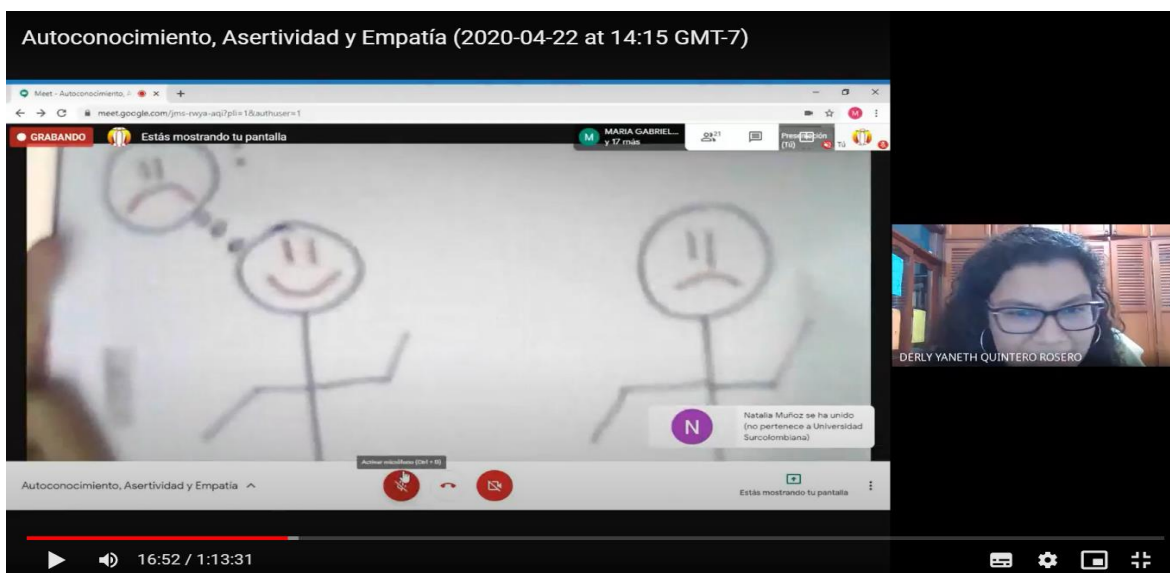 Autoconocimiento, Asertividad y Empatía (2020-04-22 at 14:15 GMT-7)
Meet - Autoconocimiento, A
meet.google.com/jms-rwya-aqi?pli=1&authuser=1
GRABANDO
Estás mostrando tu pantalla
M
MARIA GABRIEL...
y 17 más
21
Presentación
(Tú)
Tú
M
DERLY YANETH QUINTERO ROSERO
N
Natalia Muñoz se ha unido
(no pertenece a Universidad
Surcolombiana)
Activar micrófono (Ctrl + D)
Autoconocimiento, Asertividad y Empatía
Estás mostrando tu pantalla
16:52 / 1:13:31